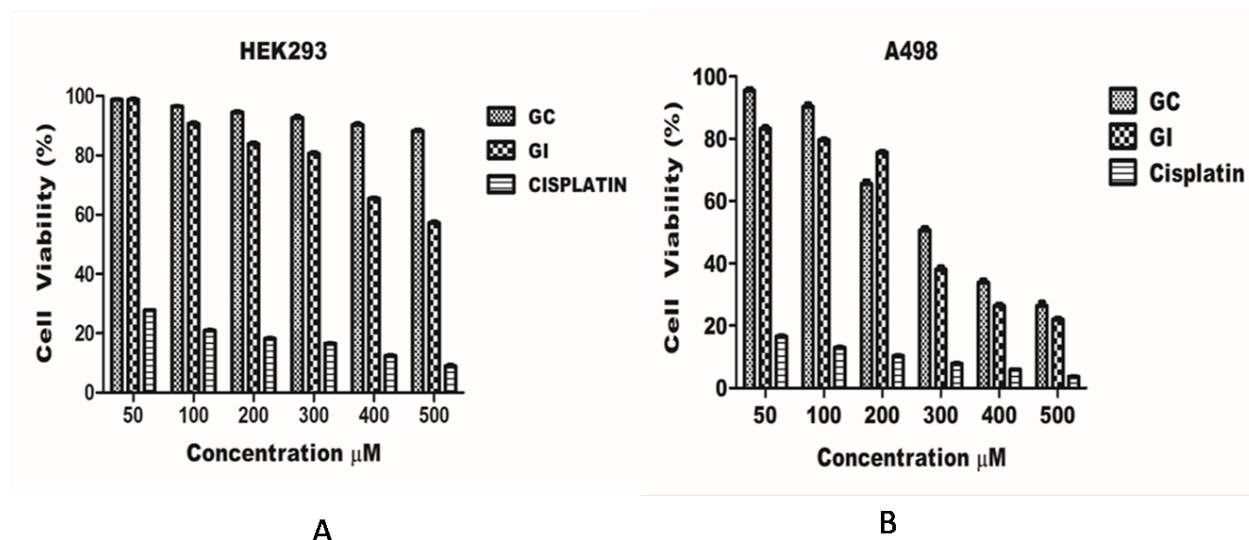 HEK293
100
80
60
40
20
0
Cell Viability (%)
50 100 200 300 400 500
Concentration μM
GC
GI
CISPLATIN
A
A498
100
80
60
40
20
0
Cell Viability (%)
50 100 200 300 400 500
Concentration μM
GC
GI
Cisplatin
B